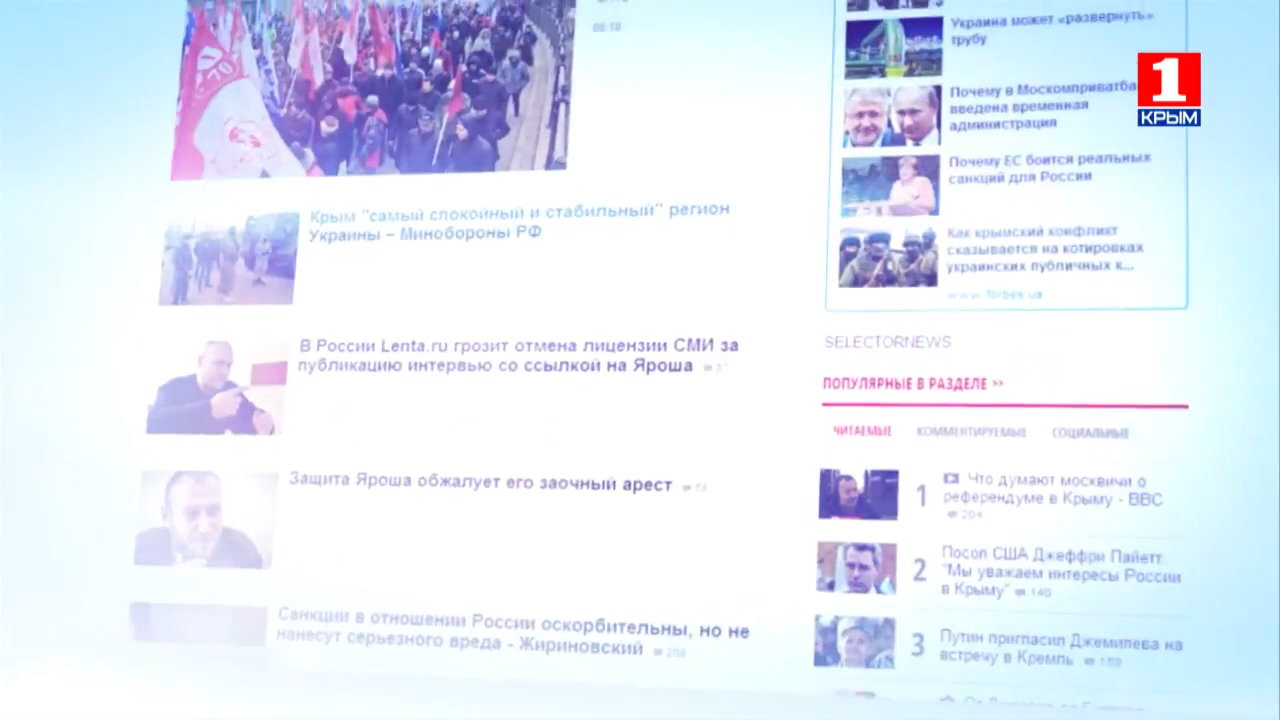 08:10
Крым "самый спокойный и стабильный" регион
Украины – Минобороны РФ
В России Lenta.ru грозит отмена лицензии СМИ за
публикацию интервью со ссылкой на Яроша
Защита Яроша обжалует его заочный арест
Санкции в отношении России оскорбительны, но не
нанесут серьезного вреда - Жириновский
Украина может «развернуть»
трубу
Почему в Москомприватба
введена временная
администрация
Почему ЕС боится реальных
санкций для России
Как крымский конфликт
сказывается на котировках
украинских публичных к...
www.forbes.ua
SELECTORNEWS
ПОПУЛЯРНЫЕ В РАЗДЕЛЕ >>
ЧИТАЕМЫЕ КОММЕНТИРУЕМЫЕ СОЦИАЛЬНЫЕ
1 Что думают москвичи о
референдуме в Крыму - BBC
204
2 Посол США Джеффри Пайетт:
"Мы уважаем интересы России
в Крыму" 140
3 Путин пригласил Джемилева на
встречу в Кремль
1
КРЫМ